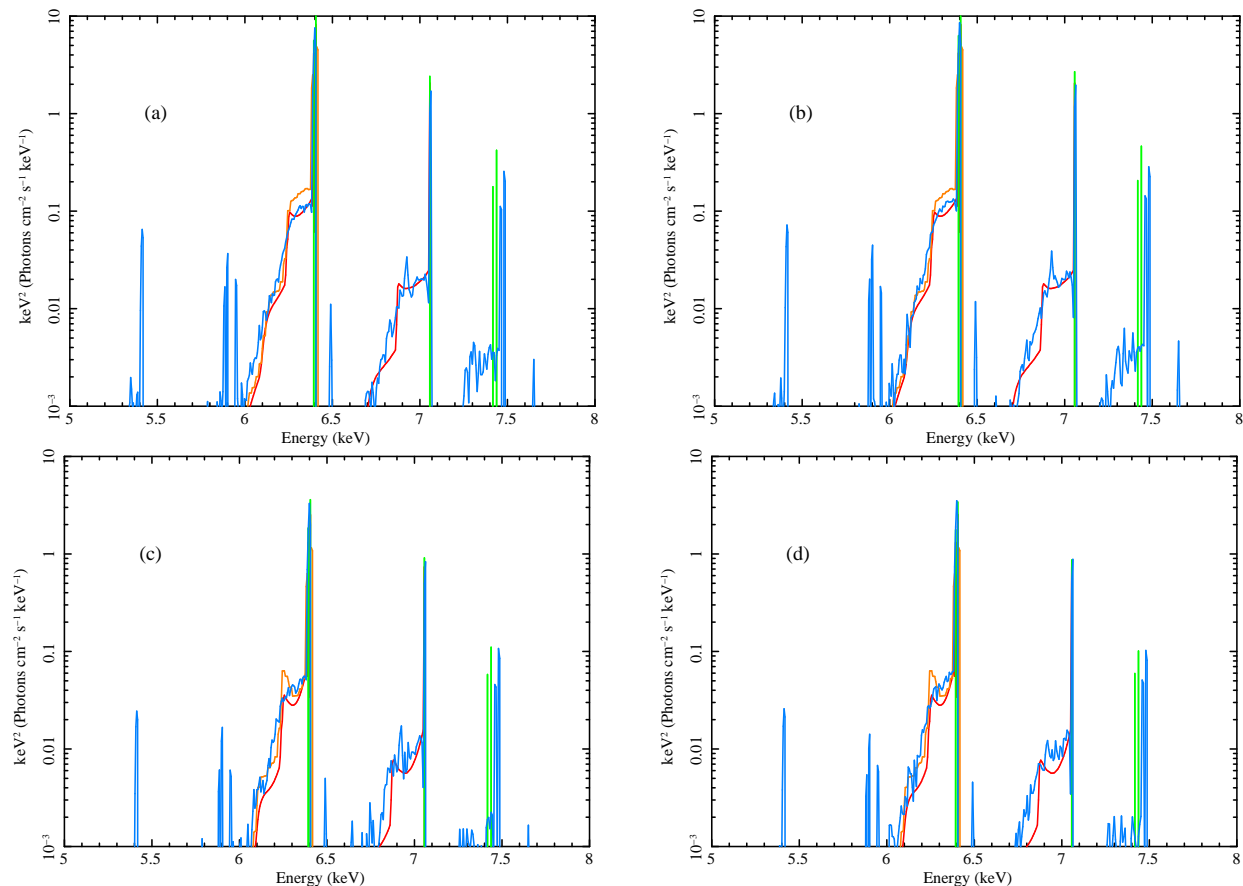 10
1
0.1
0.01
10⁻³
keV² (Photons cm⁻² s⁻¹ keV⁻¹)
(a)
5 5.5 6 6.5 7 7.5 8
Energy (keV)
10
1
0.1
0.01
10⁻³
keV² (Photons cm⁻² s⁻¹ keV⁻¹)
(b)
5 5.5 6 6.5 7 7.5 8
Energy (keV)
10
1
0.1
0.01
10⁻³
keV² (Photons cm⁻² s⁻¹ keV⁻¹)
(c)
5 5.5 6 6.5 7 7.5 8
Energy (keV)
10
1
0.1
0.01
10⁻³
keV² (Photons cm⁻² s⁻¹ keV⁻¹)
(d)
5 5.5 6 6.5 7 7.5 8
Energy (keV)